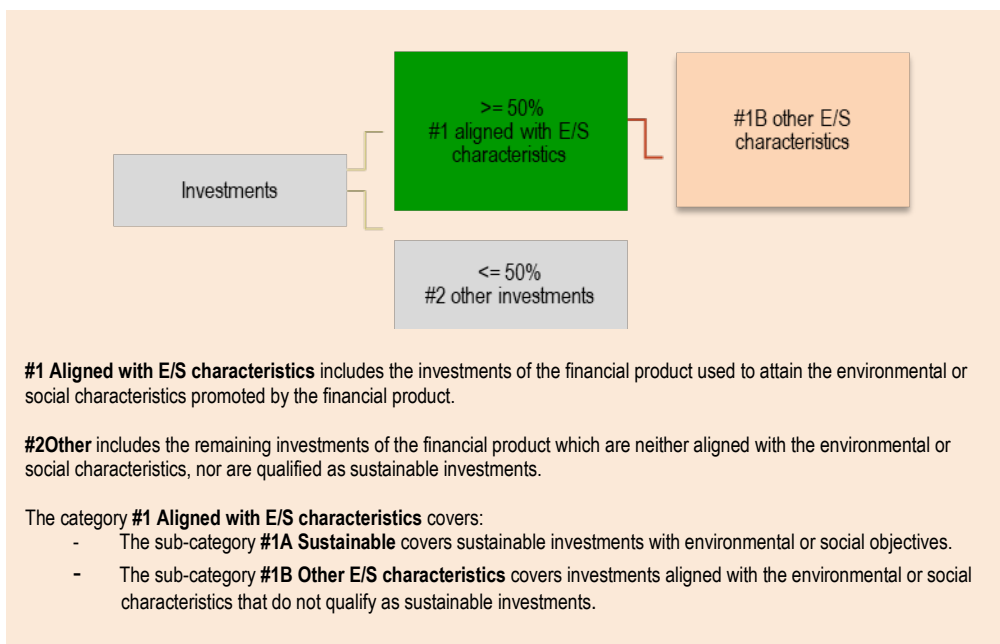 >= 50%
#1 aligned with E/S
characteristics
#1B other E/S
characteristics
Investments
<= 50%
#2 other investments
#1 Aligned with E/S characteristics includes the investments of the financial product used to attain the environmental or
social characteristics promoted by the financial product.
#2Other includes the remaining investments of the financial product which are neither aligned with the environmental or
social characteristics, nor are qualified as sustainable investments.
The category #1 Aligned with E/S characteristics covers:
- The sub-category #1A Sustainable covers sustainable investments with environmental or social objectives.
- The sub-category #1B Other E/S characteristics covers investments aligned with the environmental or social
characteristics that do not qualify as sustainable investments.